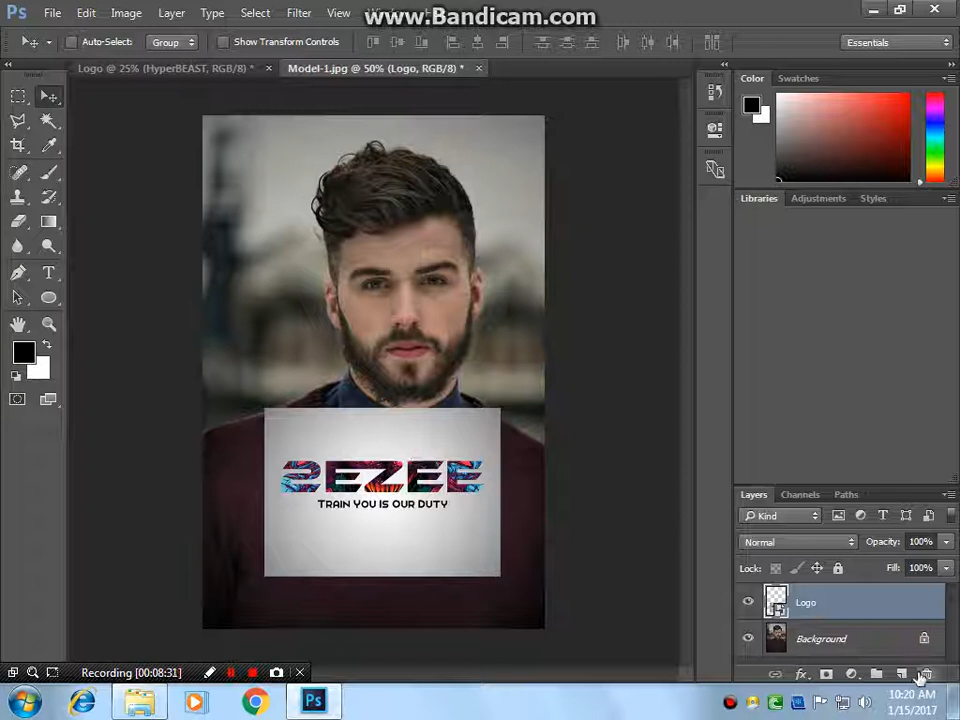 www.Bandicam.com
Ps File Edit Image Layer Type Select Filter View
Auto-Select: Group Show Transform Controls Essentials
Logo @ 25% (HyperBEAST, RGB/8) * × Model-1.jpg @ 50% (Logo, RGB/8) * ×
Color Swatches
Libraries Adjustments Styles
2EZEE
TRAIN YOU IS OUR DUTY
Layers Channels Paths
Kind
Normal Opacity: 100%
Lock: Fill: 100%
Logo
Background
Recording [00:08:31]
Ps
10:20 AM
1/15/2017